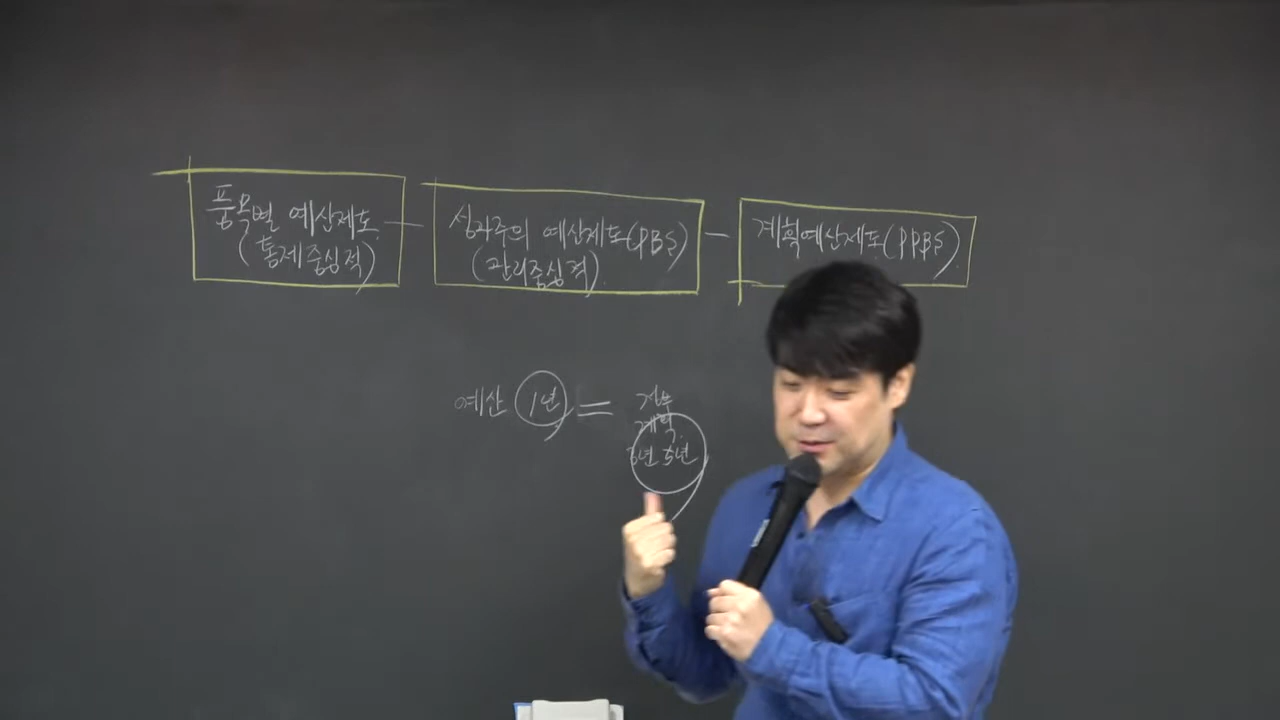 품목별 예산제도
(통제중심적)
성과주의 예산제도(PBS)
(관리중심적)
계획예산제도(PPBS)
예산 1년 =
정부
계획
3년 5년